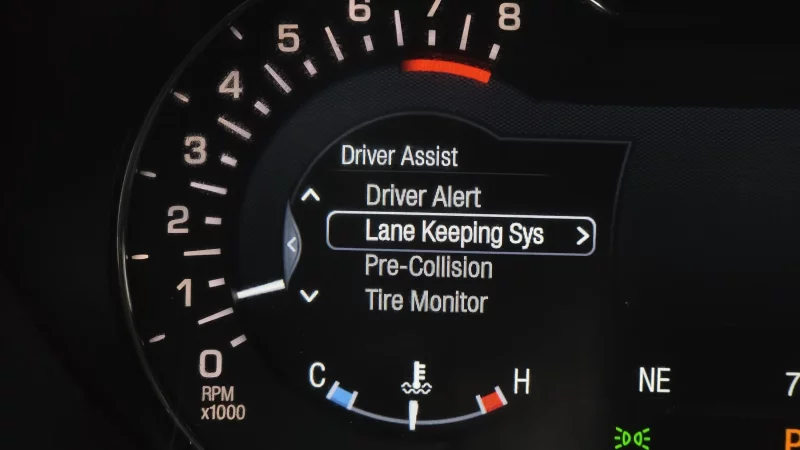 8
7
6
5
4
3
2
1
0
RPM
x1000
Driver Assist
Driver Alert
Lane Keeping Sys
Pre-Collision
Tire Monitor
C
H
NE
7
P